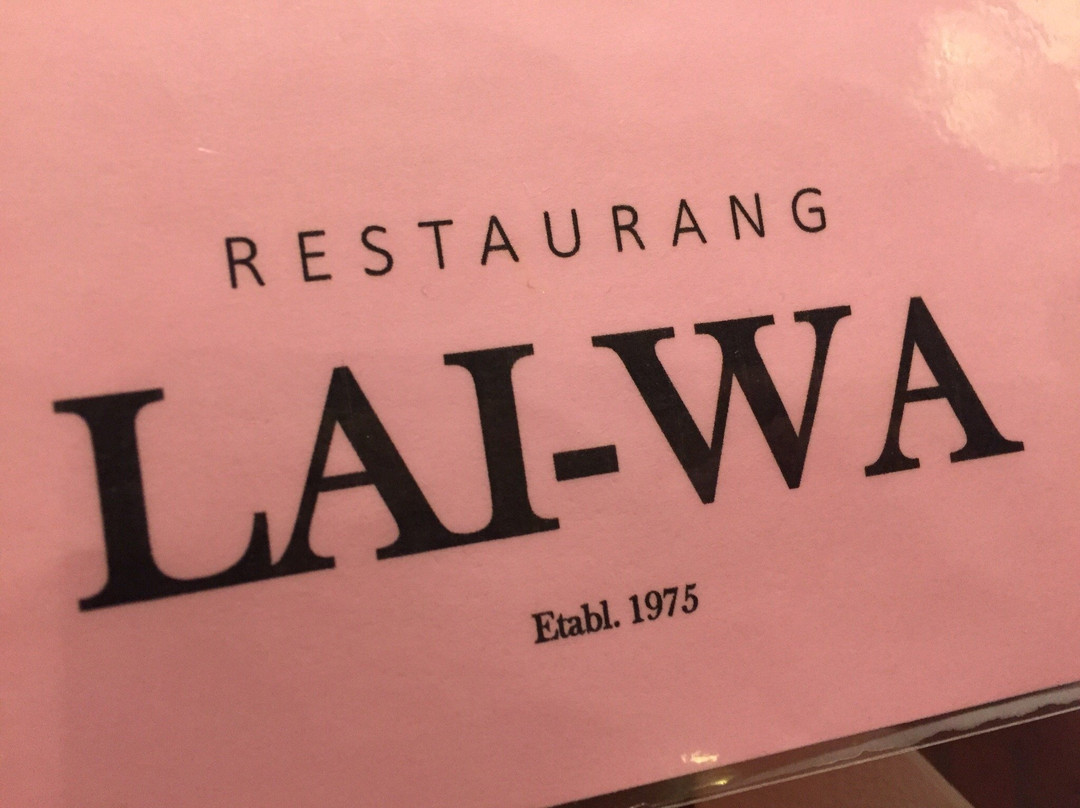 RESTAURANG
LAI-WA
Etabl. 1975